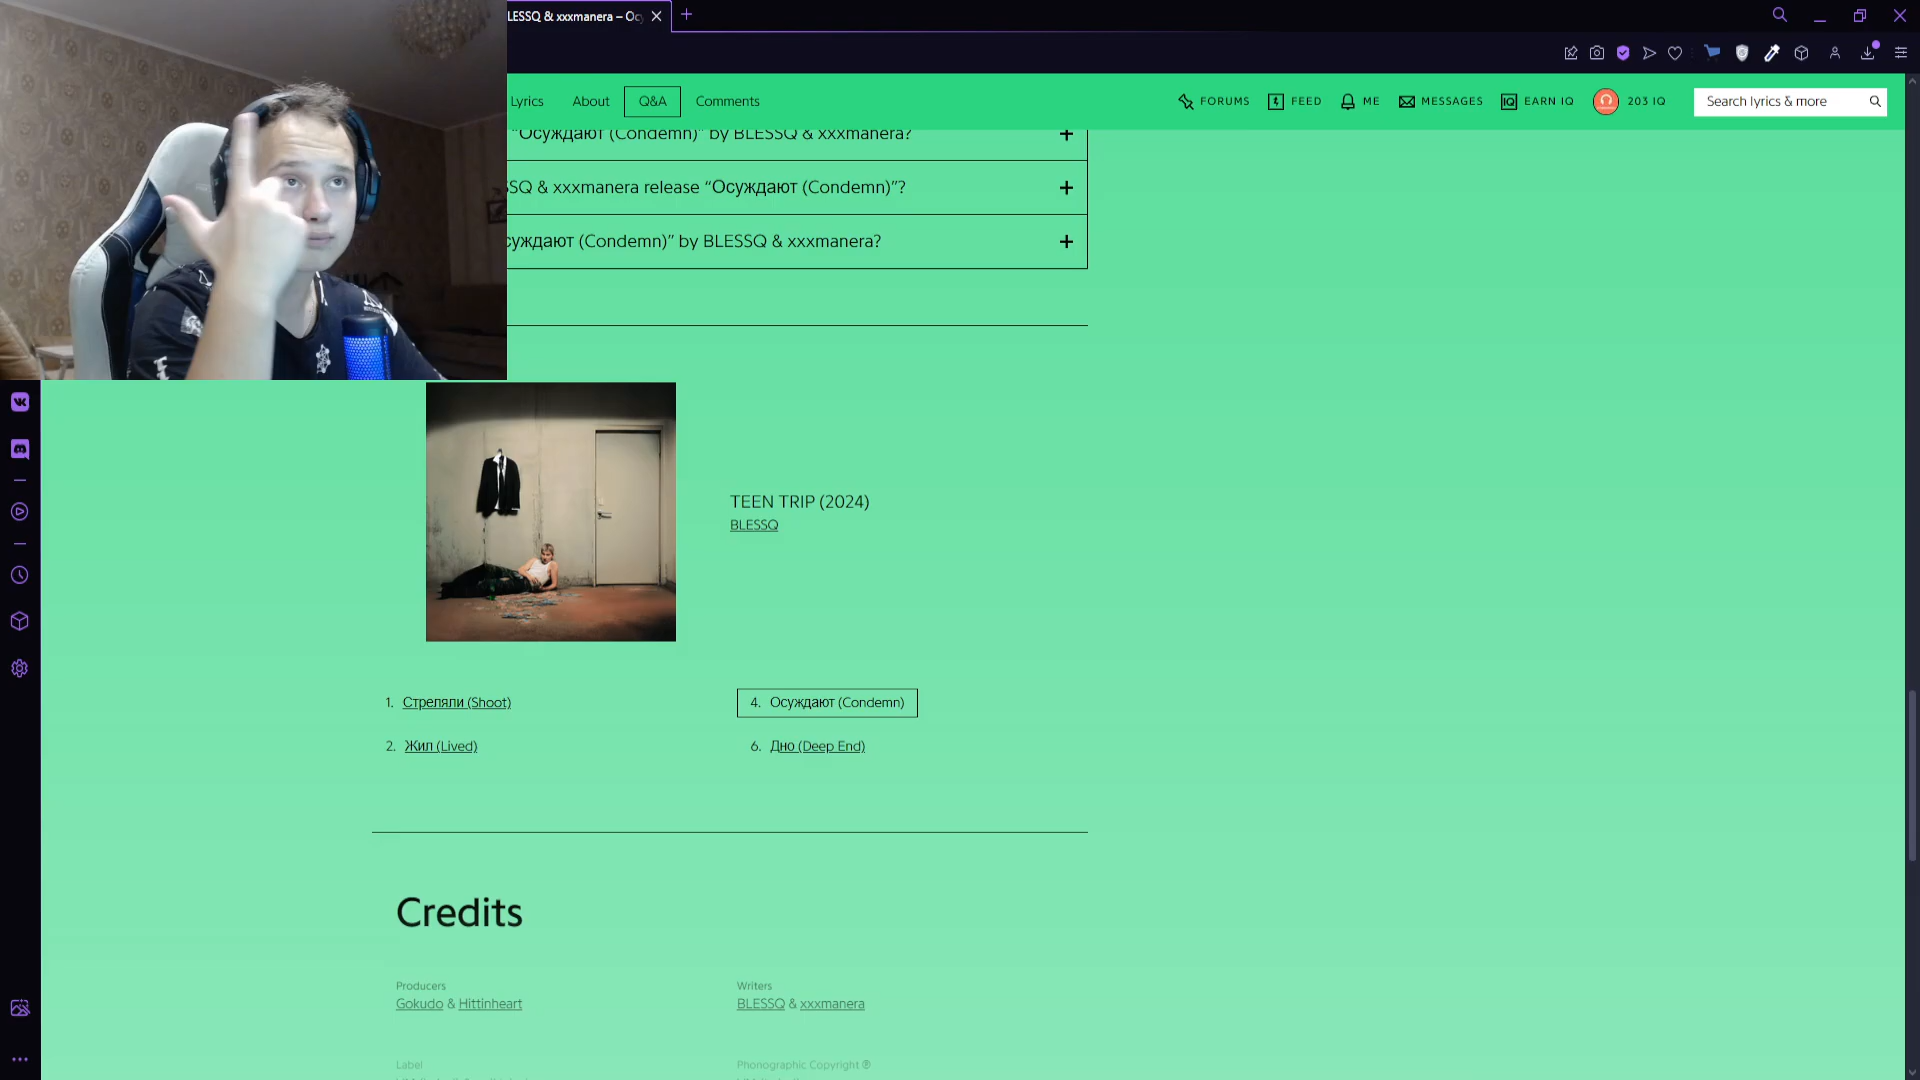 LESSQ & xxxmanera – Ос
Lyrics
About
Q&A
Comments
FORUMS
FEED
ME
MESSAGES
EARN IQ
203 IQ
Search lyrics & more
“Осуждают (Condemn)” by BLESSQ & xxxmanera?
SQ & xxxmanera release “Осуждают (Condemn)”?
суждают (Condemn)” by BLESSQ & xxxmanera?
TEEN TRIP (2024)
BLESSQ
1. Стреляли (Shoot)
4. Осуждают (Condemn)
2. Жил (Lived)
6. Дно (Deep End)
Credits
Producers
Writers
Gokudo & Hittinheart
BLESSQ & xxxmanera
Label
Phonographic Copyright ℗